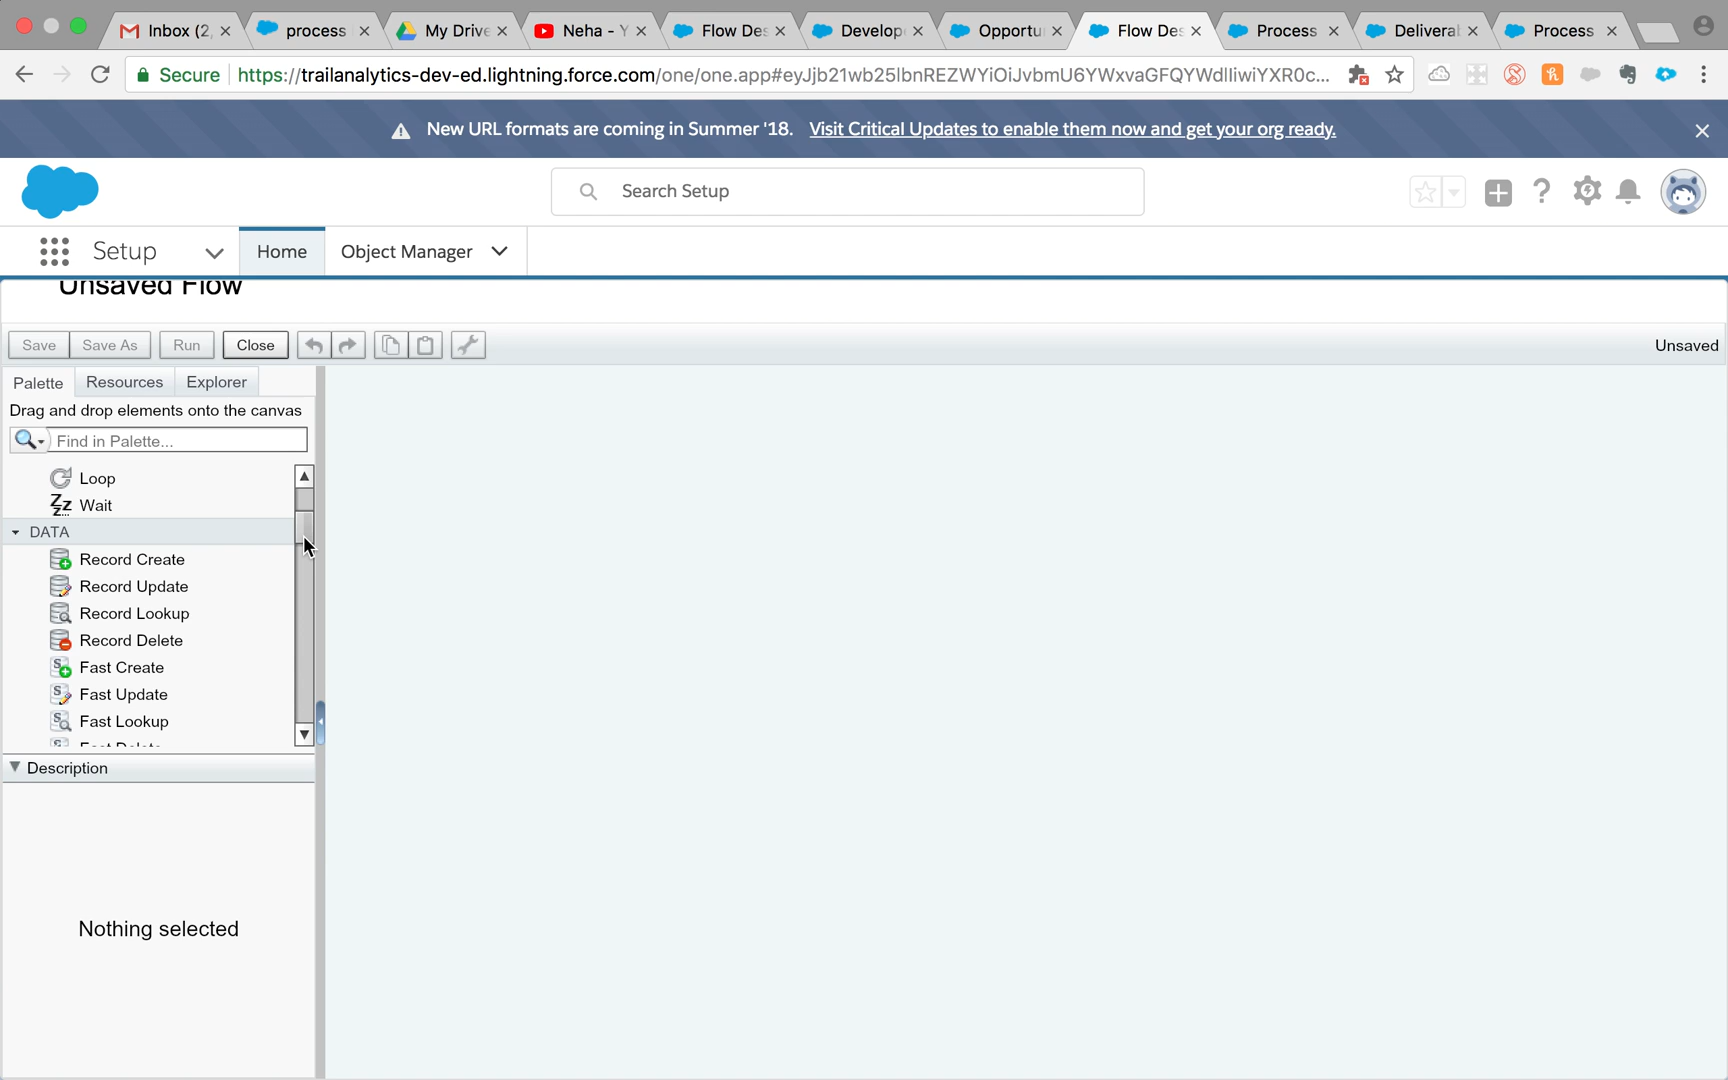 Inbox (2,
process
My Drive
Neha - Y
Flow Des
Develop
Opportu
Flow Des
Process
Deliveral
Process
Secure
https://trailanalytics-dev-ed.lightning.force.com/one/one.app#eyJjb21wb25lbnREZWYiOiJvbmU6YWxvaGFQYWdlIiwiYXR0c...
New URL formats are coming in Summer '18. Visit Critical Updates to enable them now and get your org ready.
Search Setup
Setup
Home
Object Manager
Unsaved Flow
Save
Save As
Run
Close
Unsaved
Palette
Resources
Explorer
Drag and drop elements onto the canvas
Find in Palette...
Loop
Wait
DATA
Record Create
Record Update
Record Lookup
Record Delete
Fast Create
Fast Update
Fast Lookup
Fast Delete
Description
Nothing selected